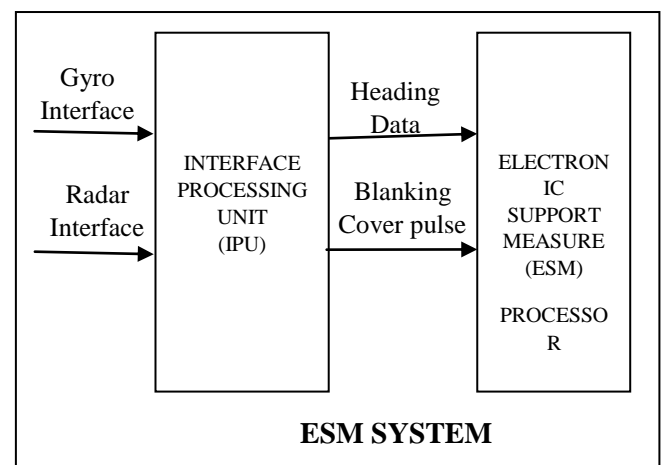 Gyro
Interface
Radar
Interface
INTERFACE
PROCESSING
UNIT
(IPU)
Heading
Data
Blanking
Cover pulse
ELECTRON
IC
SUPPORT
MEASURE
(ESM)
PROCESSO
R
ESM SYSTEM